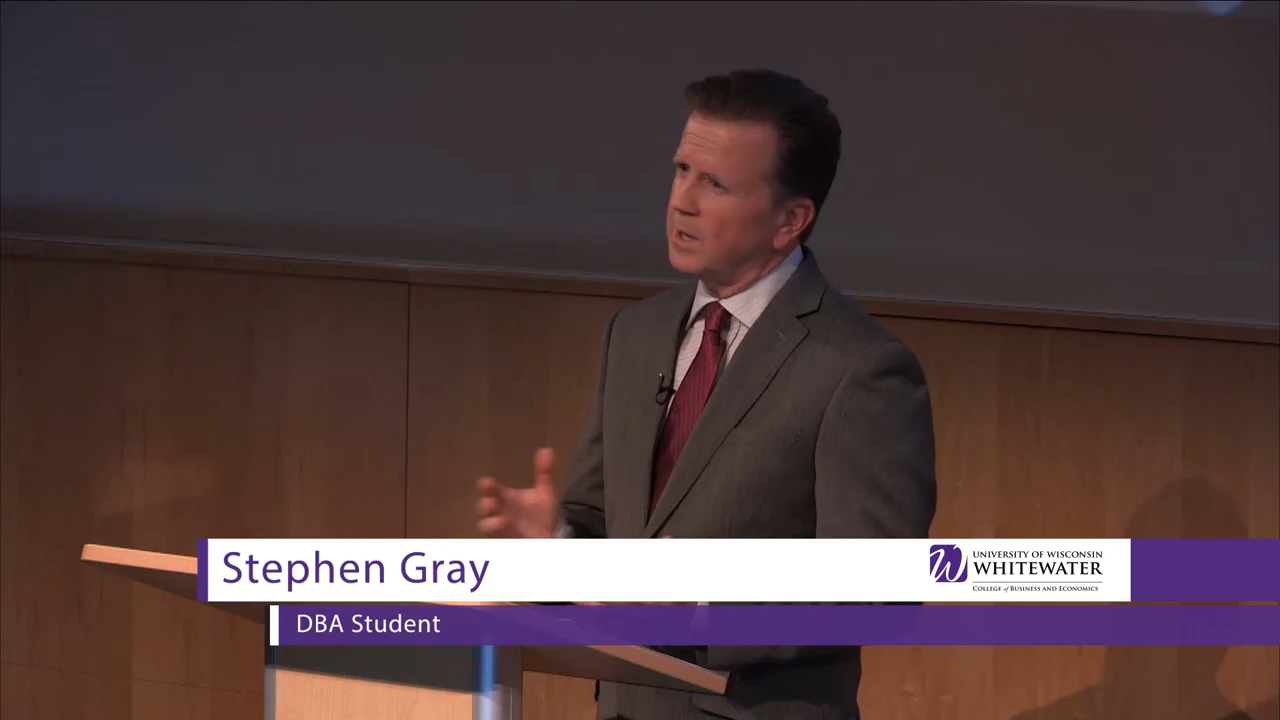 Stephen Gray
UNIVERSITY OF WISCONSIN
WHITEWATER
COLLEGE of BUSINESS AND ECONOMICS
DBA Student